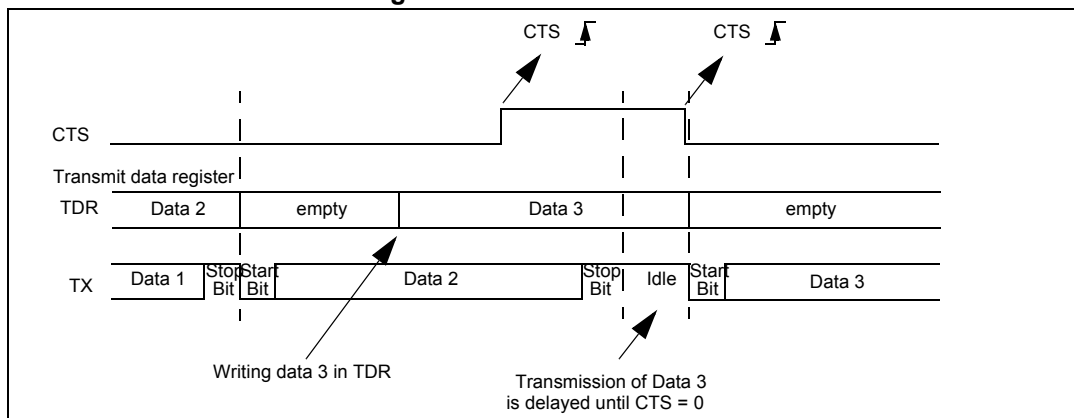 CTS CTS
CTS
Transmit data register
TDR Data 2 empty Data 3 empty
TX Data 1 Stop Bit Start Bit Data 2 Stop Bit Idle Start Bit Data 3
Writing data 3 in TDR
Transmission of Data 3
is delayed until CTS = 0